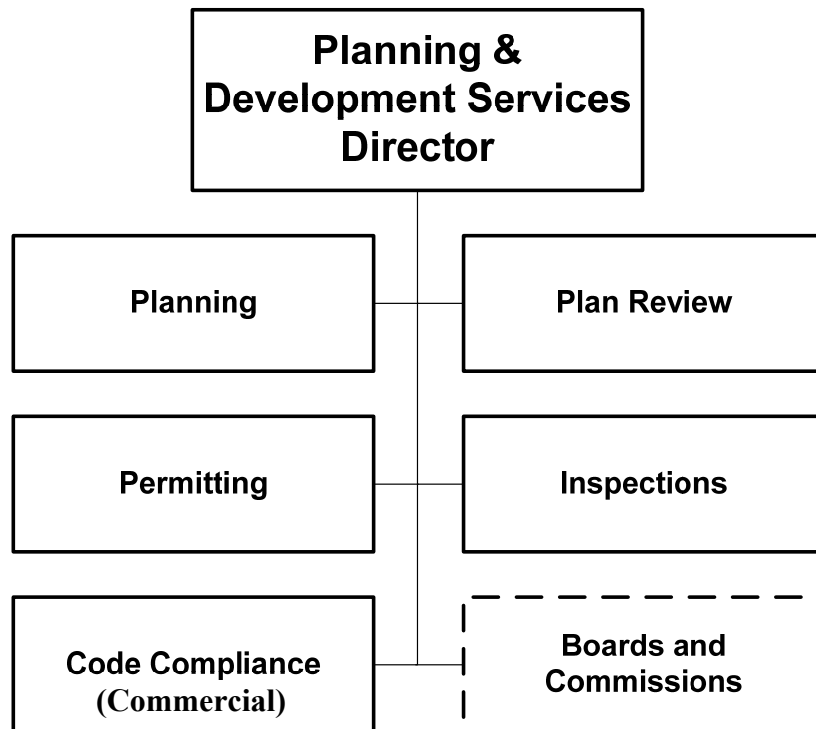 Planning &
Development Services
Director
Planning
Plan Review
Permitting
Inspections
Code Compliance
(Commercial)
Boards and
Commissions